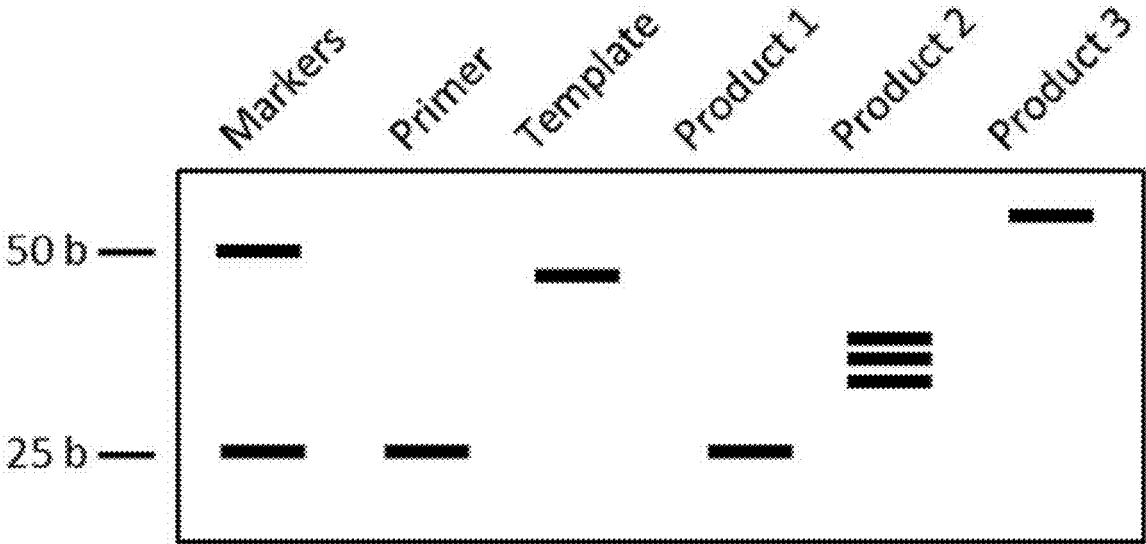 Markers
Primer
Template
Product 1
Product 2
Product 3
50 b
25 b